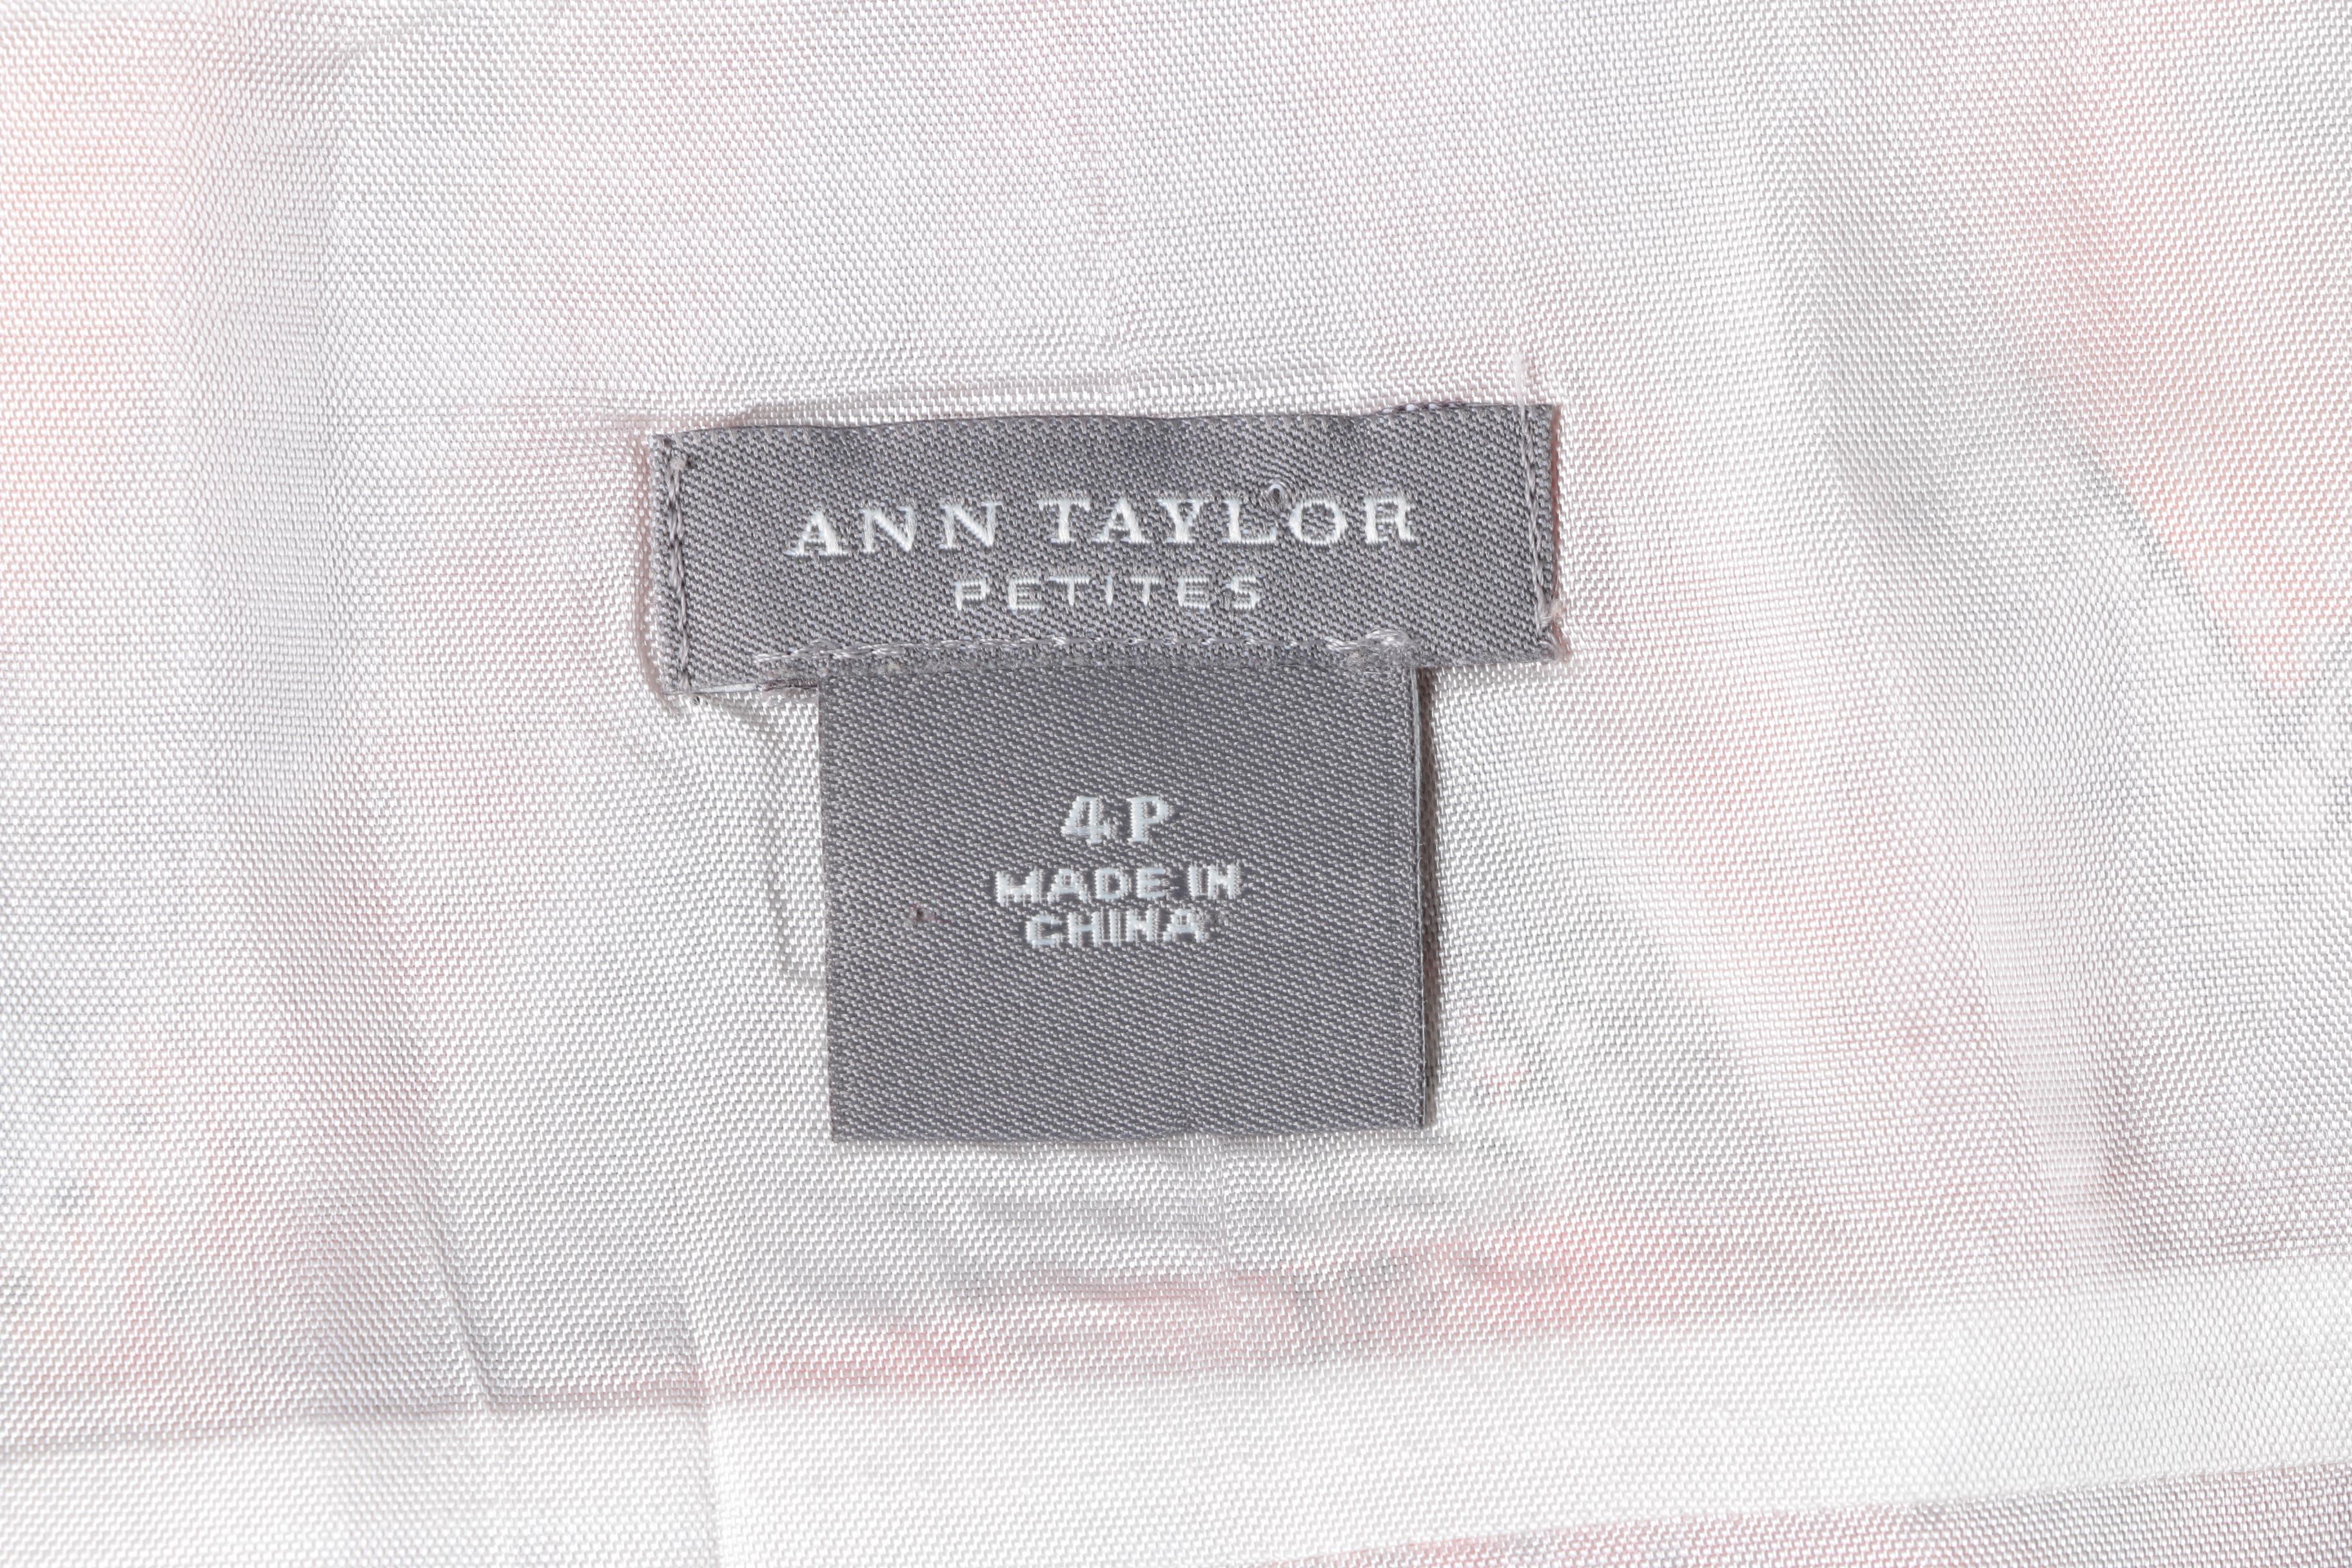 ANN TAYLOR
PETITES
4P
MADE IN
CHINA